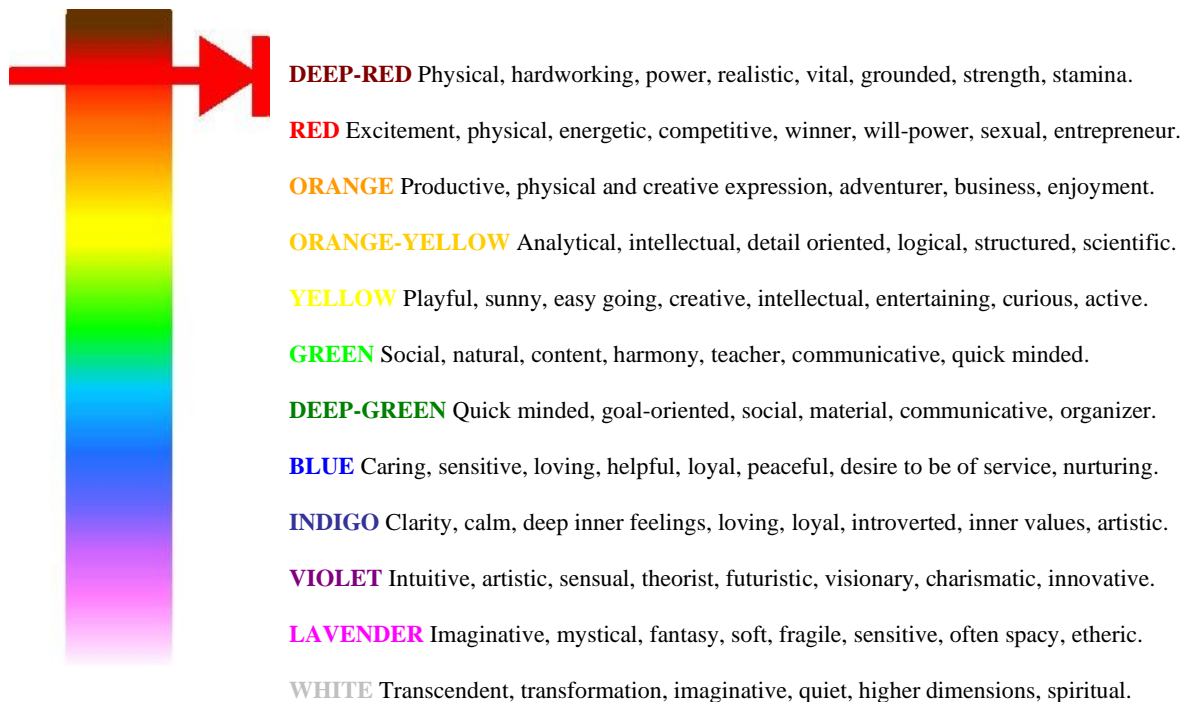 DEEP-RED Physical, hardworking, power, realistic, vital, grounded, strength, stamina.
RED Excitement, physical, energetic, competitive, winner, will-power, sexual, entrepreneur.
ORANGE Productive, physical and creative expression, adventurer, business, enjoyment.
ORANGE-YELLOW Analytical, intellectual, detail oriented, logical, structured, scientific.
YELLOW Playful, sunny, easy going, creative, intellectual, entertaining, curious, active.
GREEN Social, natural, content, harmony, teacher, communicative, quick minded.
DEEP-GREEN Quick minded, goal-oriented, social, material, communicative, organizer.
BLUE Caring, sensitive, loving, helpful, loyal, peaceful, desire to be of service, nurturing.
INDIGO Clarity, calm, deep inner feelings, loving, loyal, introverted, inner values, artistic.
VIOLET Intuitive, artistic, sensual, theorist, futuristic, visionary, charismatic, innovative.
LAVENDER Imaginative, mystical, fantasy, soft, fragile, sensitive, often spacy, etheric.
WHITE Transcendent, transformation, imaginative, quiet, higher dimensions, spiritual.